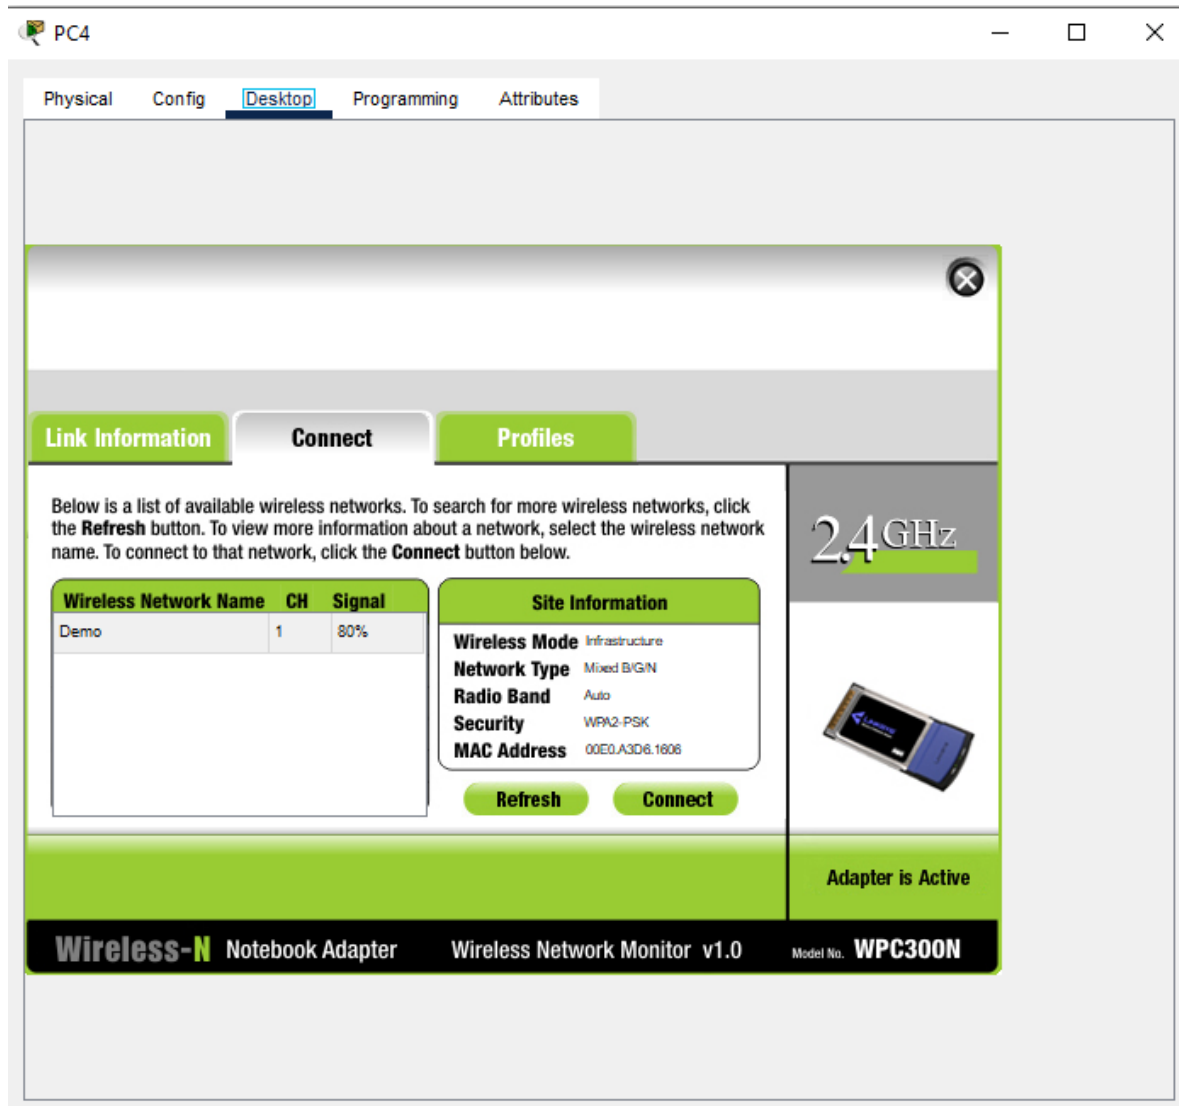 PC4
Physical Config Desktop Programming Attributes
Link Information Connect Profiles
Below is a list of available wireless networks. To search for more wireless networks, click
the Refresh button. To view more information about a network, select the wireless network
name. To connect to that network, click the Connect button below.
2.4GHz
Wireless Network Name CH Signal
Demo 1 80%
Site Information
Wireless Mode Infrastructure
Network Type Mixed B/G/N
Radio Band Auto
Security WPA2-PSK
MAC Address 00E0.A3D6.1606
Refresh Connect
LINKSYS
Adapter is Active
Wireless-N Notebook Adapter Wireless Network Monitor v1.0 Model No. WPC300N